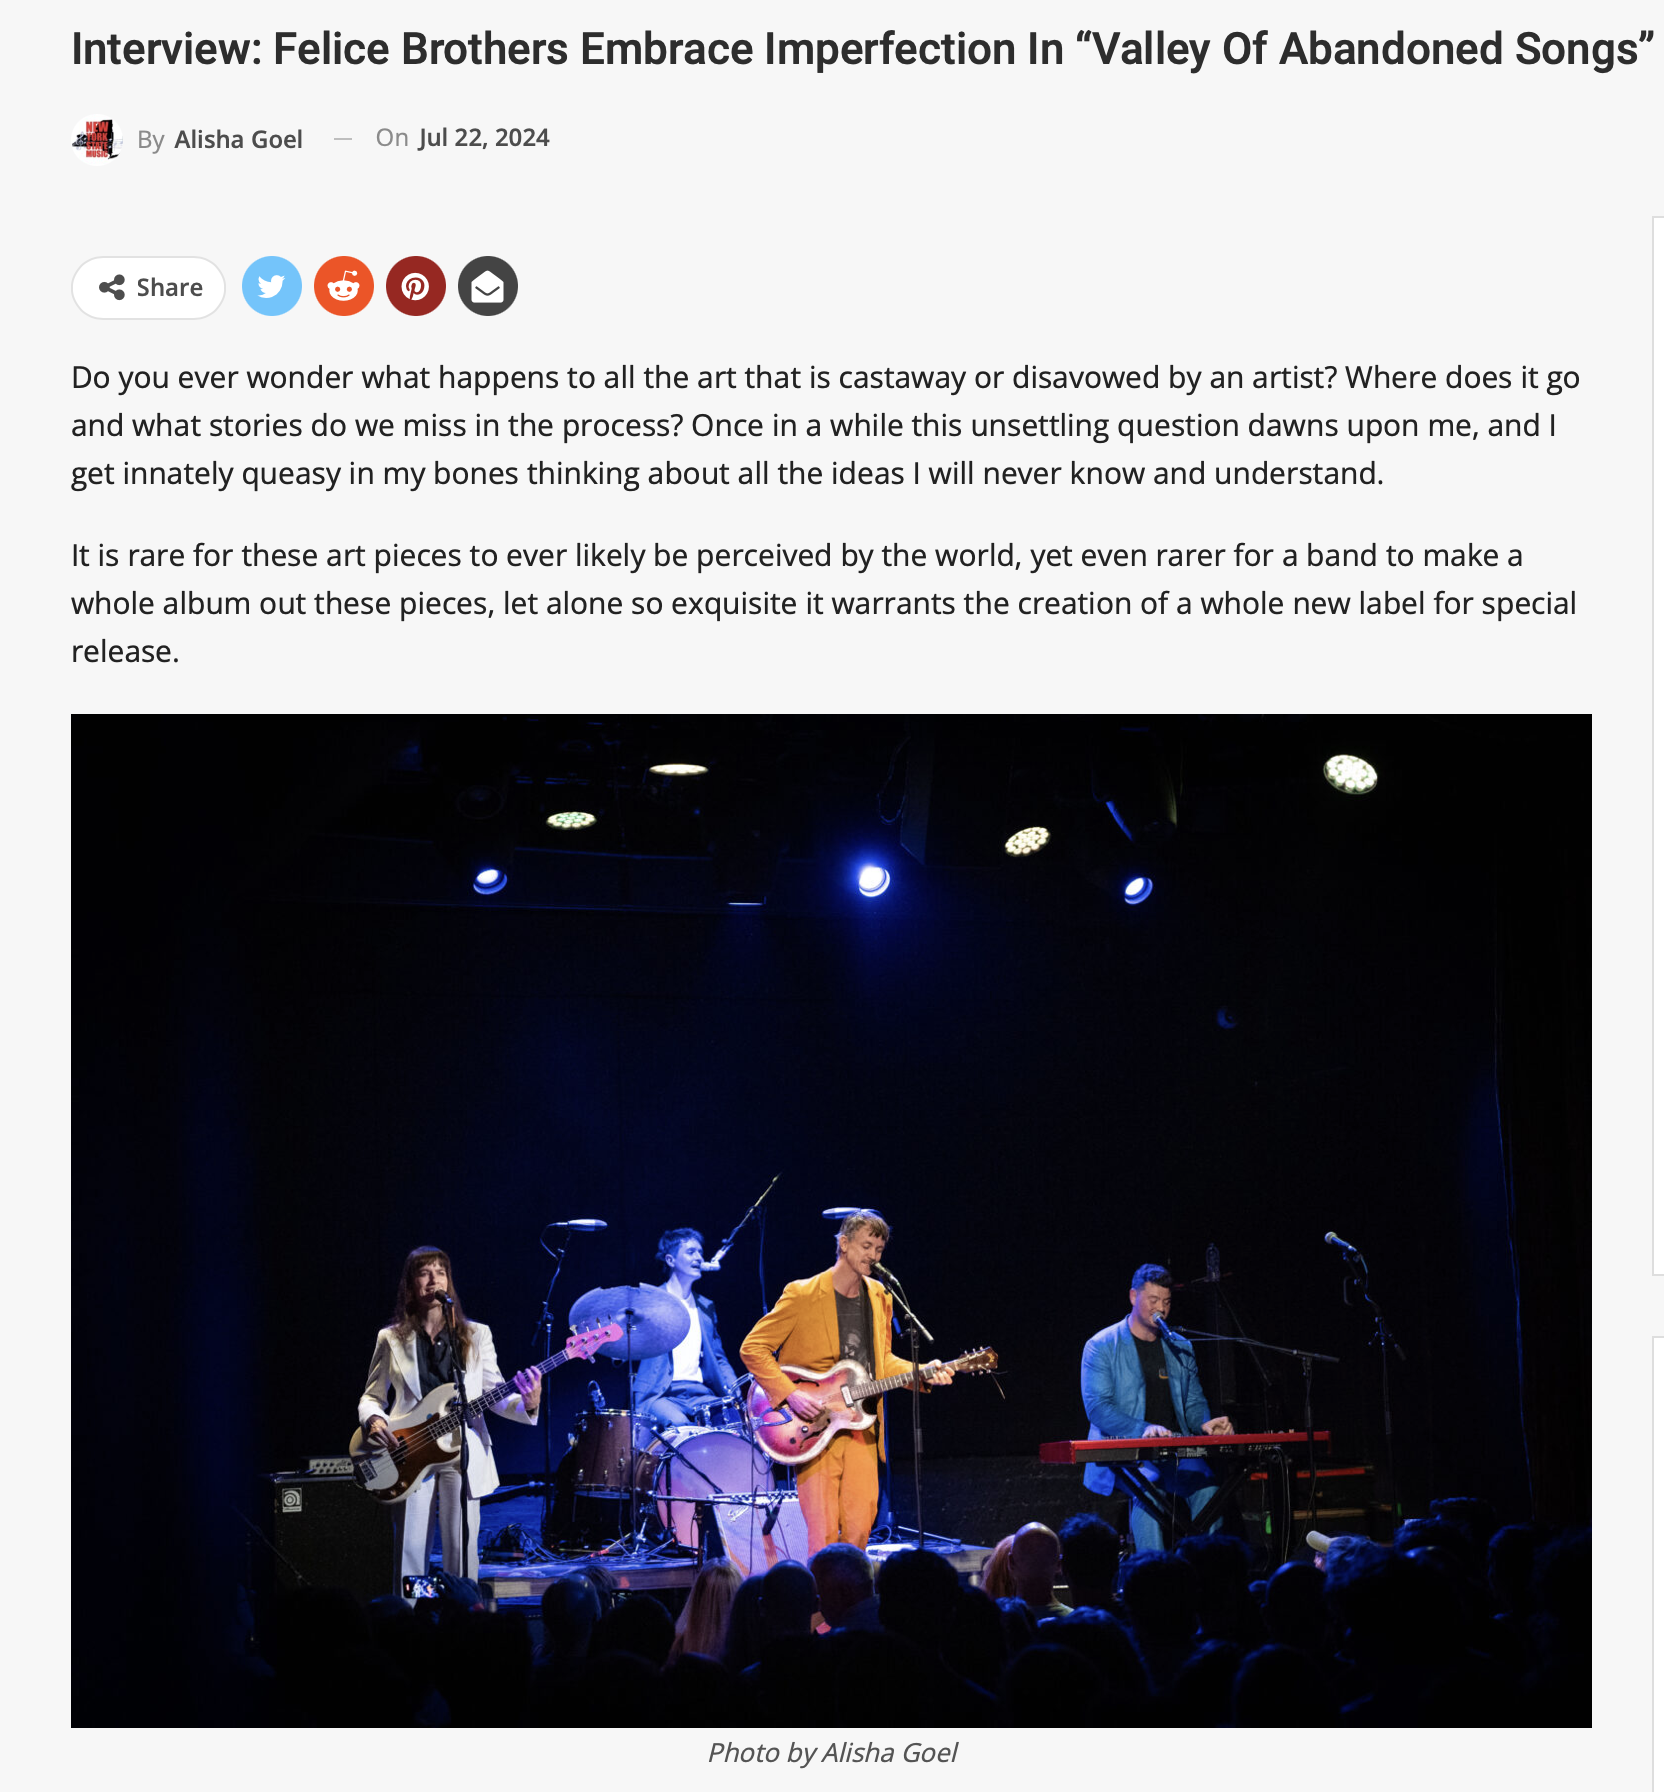 Interview: Felice Brothers Embrace Imperfection In “Valley Of Abandoned Songs”
NEW
YORK
STATE
MUSIC
By Alisha Goel — On Jul 22, 2024
Share
Do you ever wonder what happens to all the art that is castaway or disavowed by an artist? Where does it go
and what stories do we miss in the process? Once in a while this unsettling question dawns upon me, and I
get innately queasy in my bones thinking about all the ideas I will never know and understand.
It is rare for these art pieces to ever likely be perceived by the world, yet even rarer for a band to make a
whole album out these pieces, let alone so exquisite it warrants the creation of a whole new label for special
release.
Photo by Alisha Goel